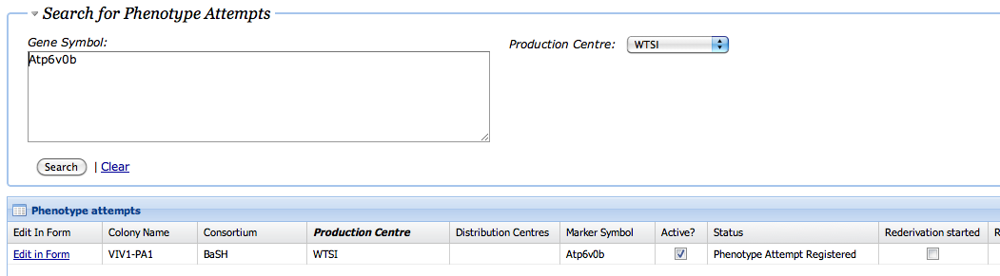 Search for Phenotype Attempts
Gene Symbol:
Production Centre: WTSI
Atp6v0b
Search | Clear
Phenotype attempts
Edit In Form Colony Name Consortium Production Centre Distribution Centres Marker Symbol Active? Status Rederivation started R
Edit in Form VIV1-PA1 BaSH WTSI Atp6v0b Phenotype Attempt Registered